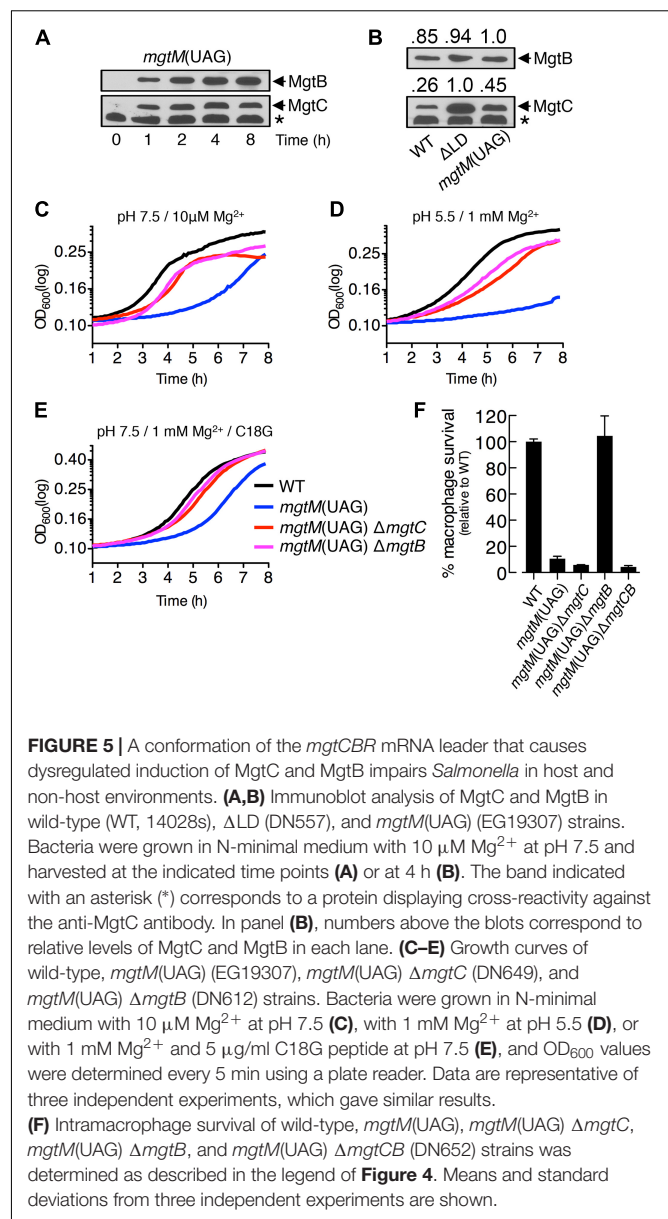 A
mgtM(UAG)
MgtB
MgtC
*
0 1 2 4 8 Time (h)
B
.85 .94 1.0
MgtB
.26 1.0 .45
MgtC
*
WT ΔLD mgtM(UAG)
C
pH 7.5 / 10μM Mg2+
OD600(log)
0.25
0.16
0.10
1 2 3 4 5 6 7 8
Time (h)
D
pH 5.5 / 1 mM Mg2+
OD600(log)
0.25
0.16
0.10
1 2 3 4 5 6 7 8
Time (h)
E
pH 7.5 / 1 mM Mg2+ / C18G
OD600(log)
0.40
0.25
0.16
0.10
1 2 3 4 5 6 7 8
Time (h)
WT
mgtM(UAG)
mgtM(UAG) ΔmgtC
mgtM(UAG) ΔmgtB
F
% macrophage survival
(relative to WT)
120
100
80
60
40
20
0
WT
mgtM(UAG)
mgtM(UAG)ΔmgtC
mgtM(UAG)ΔmgtB
mgtM(UAG)ΔmgtCB
FIGURE 5 | A conformation of the mgtCBR mRNA leader that causes
dysregulated induction of MgtC and MgtB impairs Salmonella in host and
non-host environments. (A,B) Immunoblot analysis of MgtC and MgtB in
wild-type (WT, 14028s), ΔLD (DN557), and mgtM(UAG) (EG19307) strains.
Bacteria were grown in N-minimal medium with 10 μM Mg2+ at pH 7.5 and
harvested at the indicated time points (A) or at 4 h (B). The band indicated
with an asterisk (*) corresponds to a protein displaying cross-reactivity against
the anti-MgtC antibody. In panel (B), numbers above the blots correspond to
relative levels of MgtC and MgtB in each lane. (C–E) Growth curves of
wild-type, mgtM(UAG) (EG19307), mgtM(UAG) ΔmgtC (DN649), and
mgtM(UAG) ΔmgtB (DN612) strains. Bacteria were grown in N-minimal
medium with 10 μM Mg2+ at pH 7.5 (C), with 1 mM Mg2+ at pH 5.5 (D), or
with 1 mM Mg2+ and 5 μg/ml C18G peptide at pH 7.5 (E), and OD600 values
were determined every 5 min using a plate reader. Data are representative of
three independent experiments, which gave similar results.
(F) Intramacrophage survival of wild-type, mgtM(UAG), mgtM(UAG) ΔmgtC,
mgtM(UAG) ΔmgtB, and mgtM(UAG) ΔmgtCB (DN652) strains was
determined as described in the legend of Figure 4. Means and standard
deviations from three independent experiments are shown.